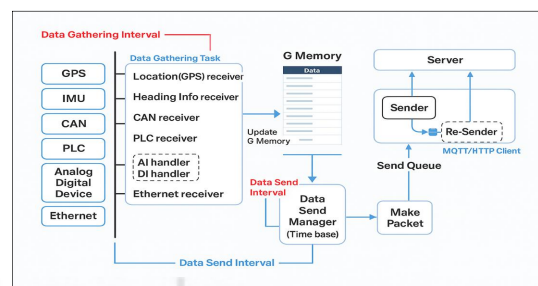 Data Gathering Interval
Data Gathering Task
GPS
IMU
CAN
PLC
Analog
Digital
Device
Ethernet
Location(GPS) receiver
Heading Info receiver
CAN receiver
PLC receiver
AI handler
DI handler
Ethernet receiver
Update
G Memory
G Memory
Data
Data Send
Interval
Data
Send
Manager
(Time base)
Make
Packet
Send Queue
Server
Sender
Re-Sender
MQTT/HTTP Client
Data Send Interval